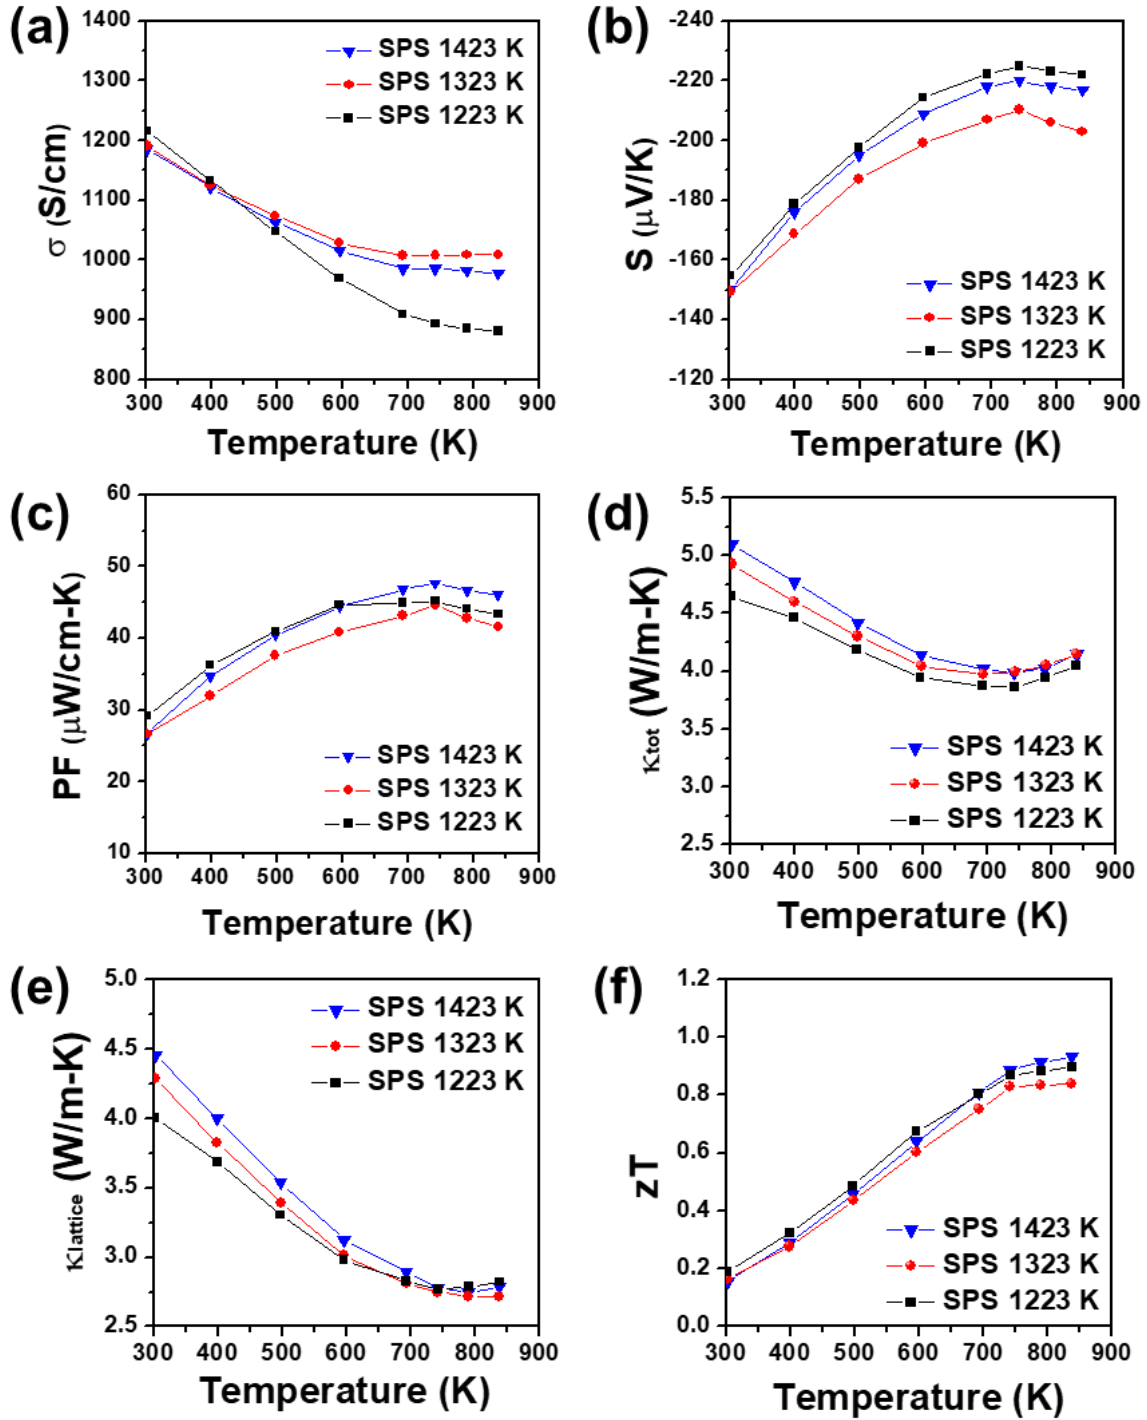 (a)
1400
1300
1200
1100
1000
900
800
σ (S/cm)
SPS 1423 K
SPS 1323 K
SPS 1223 K
300 400 500 600 700 800 900
Temperature (K)
(b)
-240
-220
-200
-180
-160
-140
-120
S (μV/K)
SPS 1423 K
SPS 1323 K
SPS 1223 K
300 400 500 600 700 800 900
Temperature (K)
(c)
60
50
40
30
20
10
PF (μW/cm-K)
SPS 1423 K
SPS 1323 K
SPS 1223 K
300 400 500 600 700 800 900
Temperature (K)
(d)
5.5
5.0
4.5
4.0
3.5
3.0
2.5
κtot (W/m-K)
SPS 1423 K
SPS 1323 K
SPS 1223 K
300 400 500 600 700 800 900
Temperature (K)
(e)
5.0
4.5
4.0
3.5
3.0
2.5
κlattice (W/m-K)
SPS 1423 K
SPS 1323 K
SPS 1223 K
300 400 500 600 700 800 900
Temperature (K)
(f)
1.2
1.0
0.8
0.6
0.4
0.2
0.0
zT
SPS 1423 K
SPS 1323 K
SPS 1223 K
300 400 500 600 700 800 900
Temperature (K)